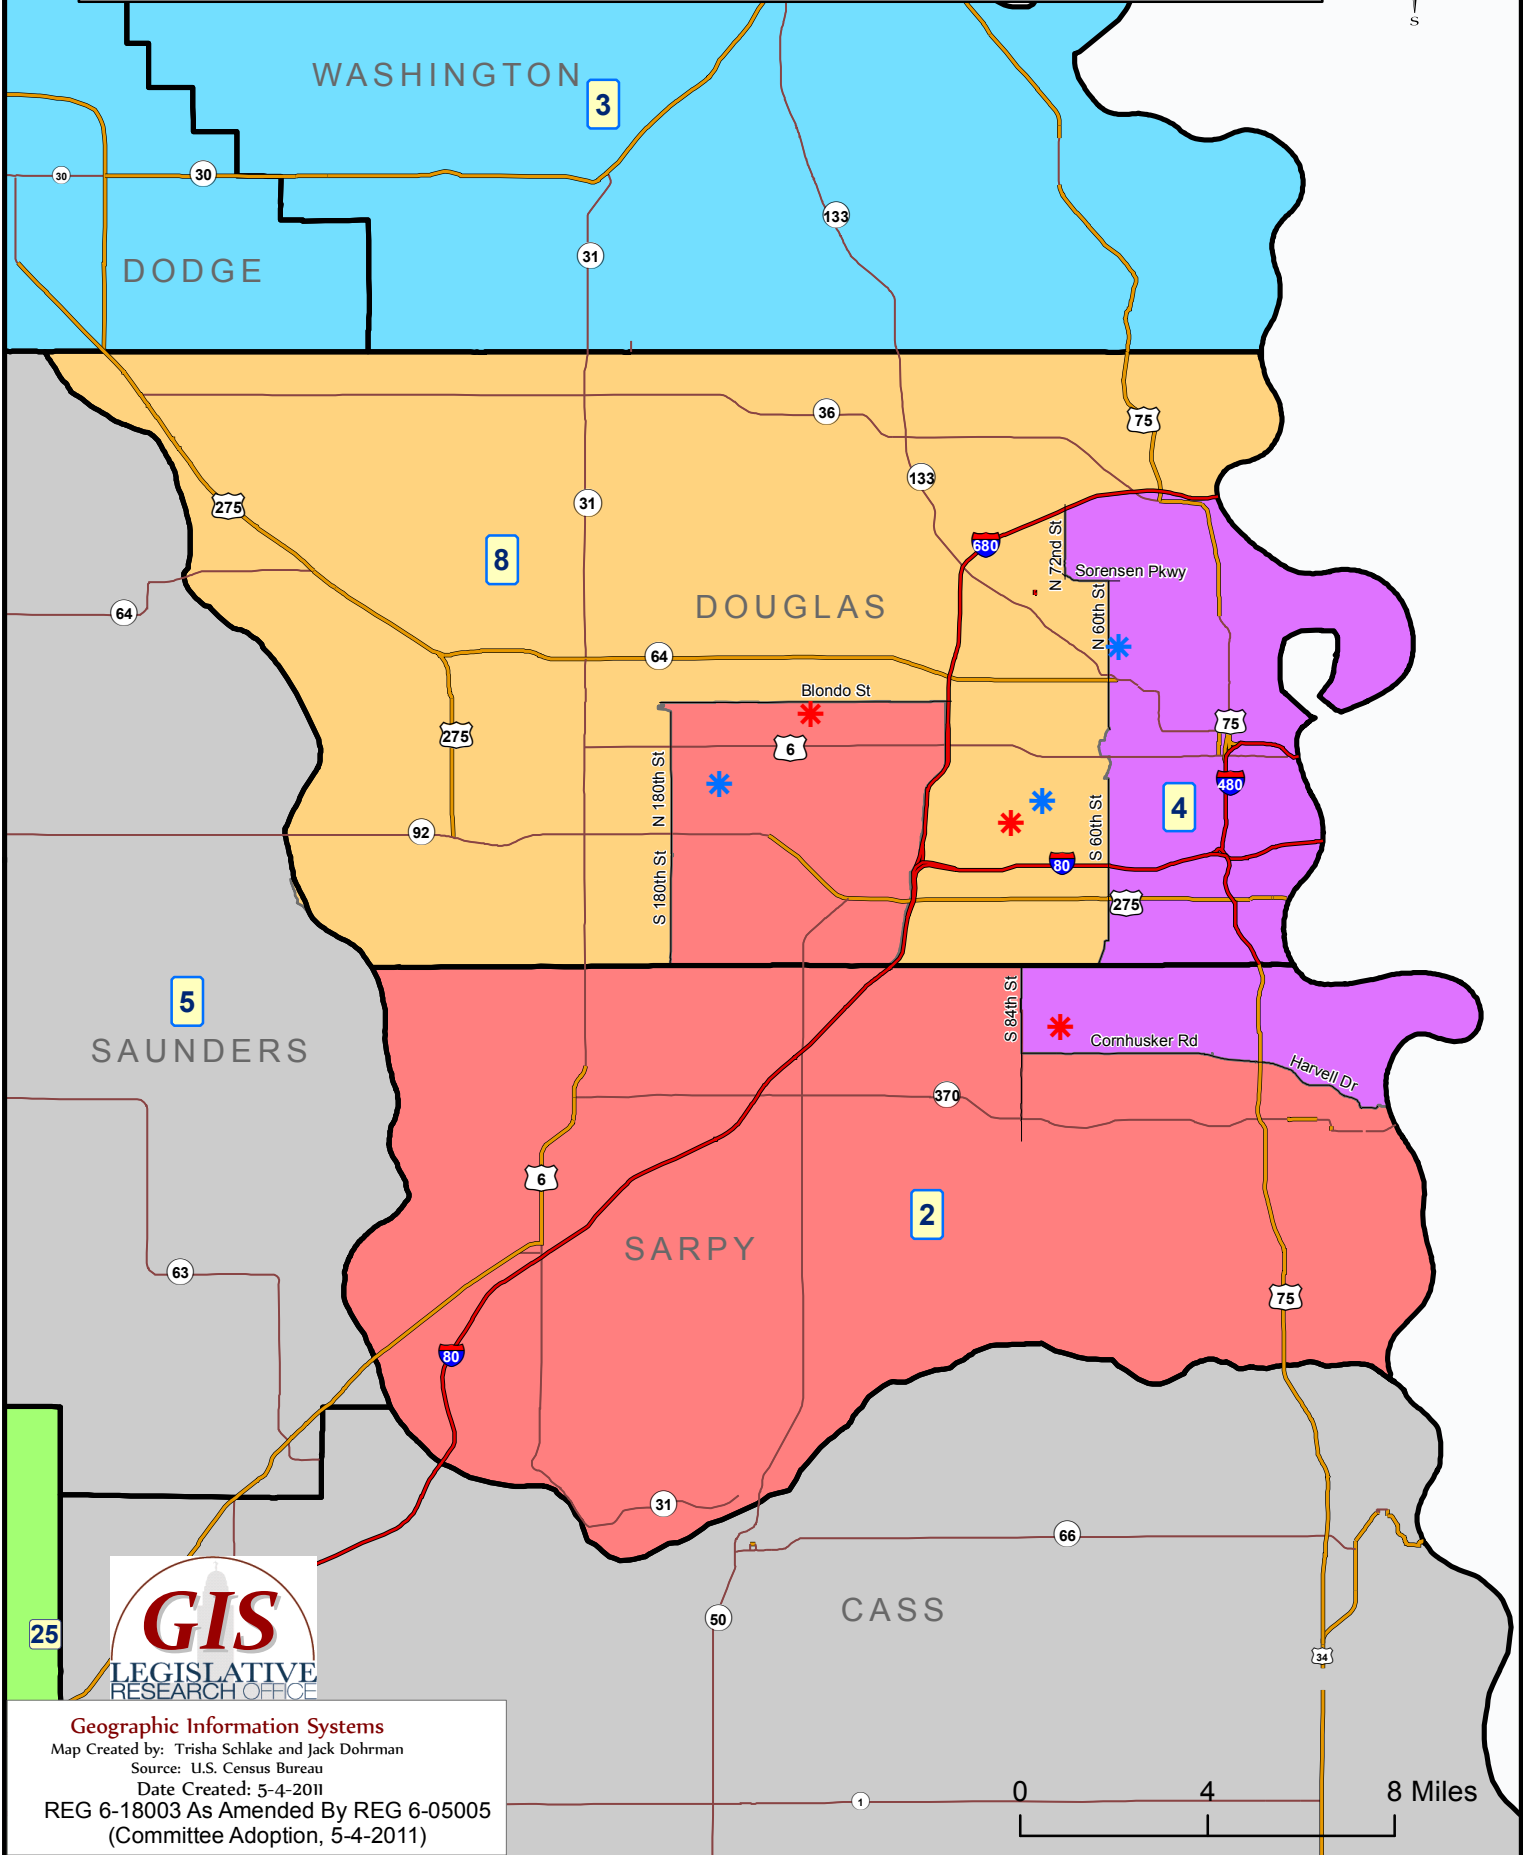 S
WASHINGTON
3
30
30
133
31
DODGE
36
75
133
275
31
680
N 72nd St
8
Sorensen Pkwy
N 60th St
64
DOUGLAS
64
Blondo St
75
275
6
N 180th St
480
4
92
S 60th St
80
S 180th St
275
5
S 84th St
SAUNDERS
Cornhusker Rd
Harvell Dr
370
6
2
SARPY
63
75
80
31
66
CASS
50
25
GIS
LEGISLATIVE
RESEARCH OFFICE
34
Geographic Information Systems
Map Created by: Trisha Schlake and Jack Dohrman
Source: U.S. Census Bureau
Date Created: 5-4-2011
REG 6-18003 As Amended By REG 6-05005
(Committee Adoption, 5-4-2011)
1
0 4 8 Miles